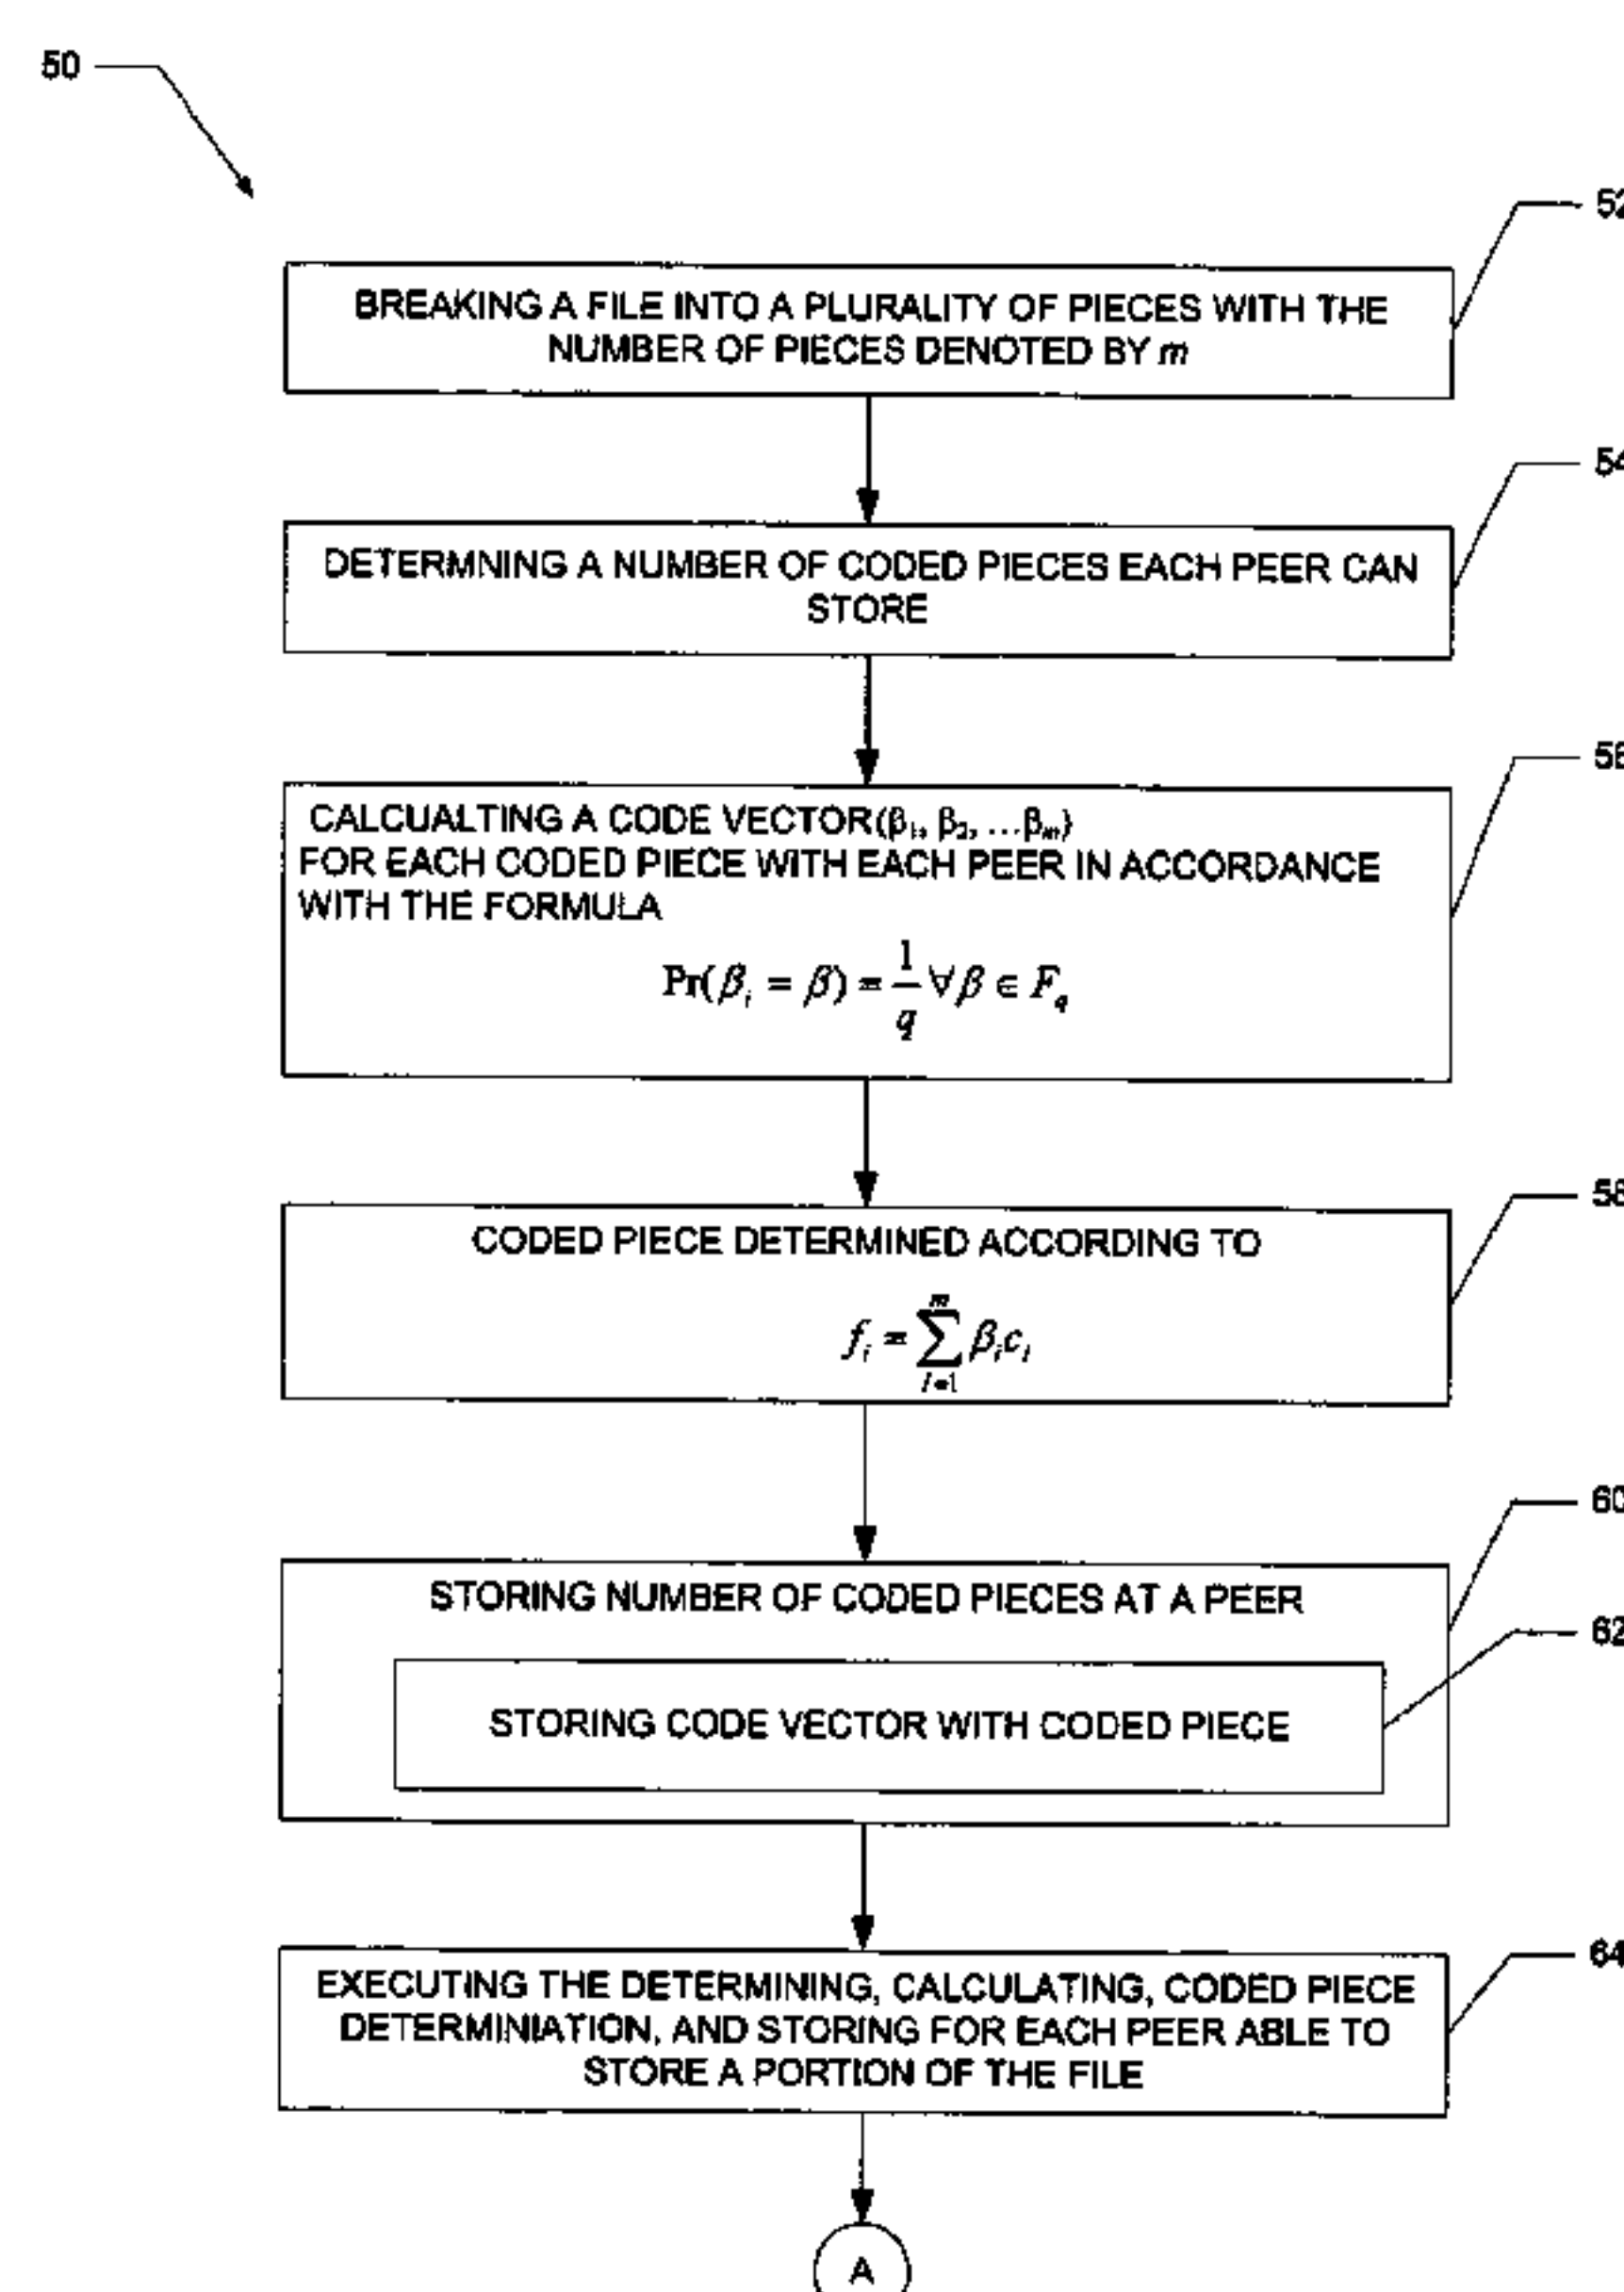 50
52
BREAKING A FILE INTO A PLURALITY OF PIECES WITH THE
NUMBER OF PIECES DENOTED BY m
54
DETERMNING A NUMBER OF CODED PIECES EACH PEER CAN
STORE
56
CALCUALTING A CODE VECTOR(β₁, β₂, …βₘ)
FOR EACH CODED PIECE WITH EACH PEER IN ACCORDANCE
WITH THE FORMULA
Pr(βᵢ = β) = 1/q ∀β ∈ F_q
58
CODED PIECE DETERMINED ACCORDING TO
fᵢ = ∑_{i=1}^{m} βᵢcᵢ
60
STORING NUMBER OF CODED PIECES AT A PEER
62
STORING CODE VECTOR WITH CODED PIECE
64
EXECUTING THE DETERMINING, CALCULATING, CODED PIECE
DETERMINIATION, AND STORING FOR EACH PEER ABLE TO
STORE A PORTION OF THE FILE
A